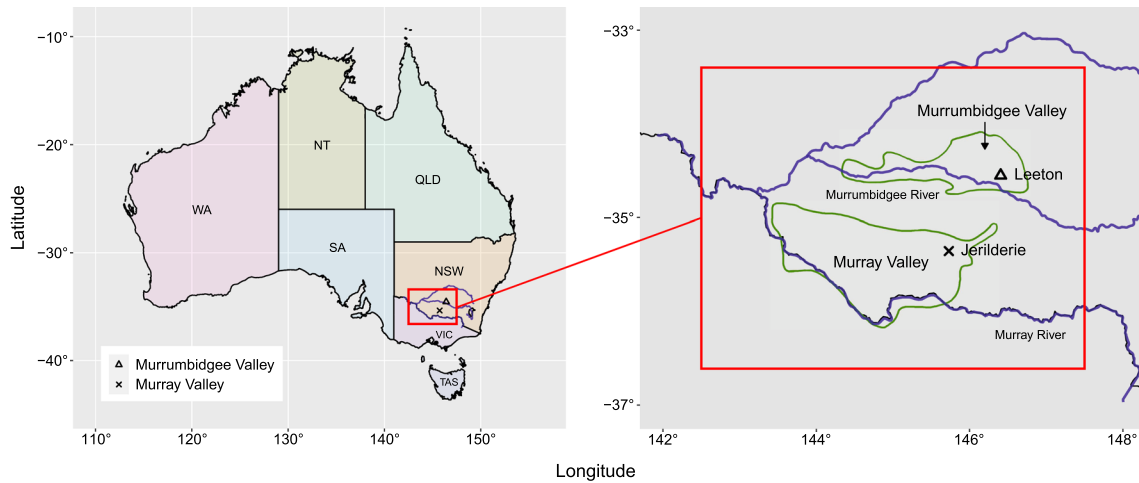 −10°
−20°
−30°
−40°
110°
120°
130°
140°
150°
Latitude
WA
NT
QLD
SA
NSW
VIC
TAS
Murrumbidgee Valley
Murray Valley
−33°
−35°
−37°
142°
144°
146°
148°
Murrumbidgee Valley
Leeton
Murrumbidgee River
Jerilderie
Murray Valley
Murray River
Longitude